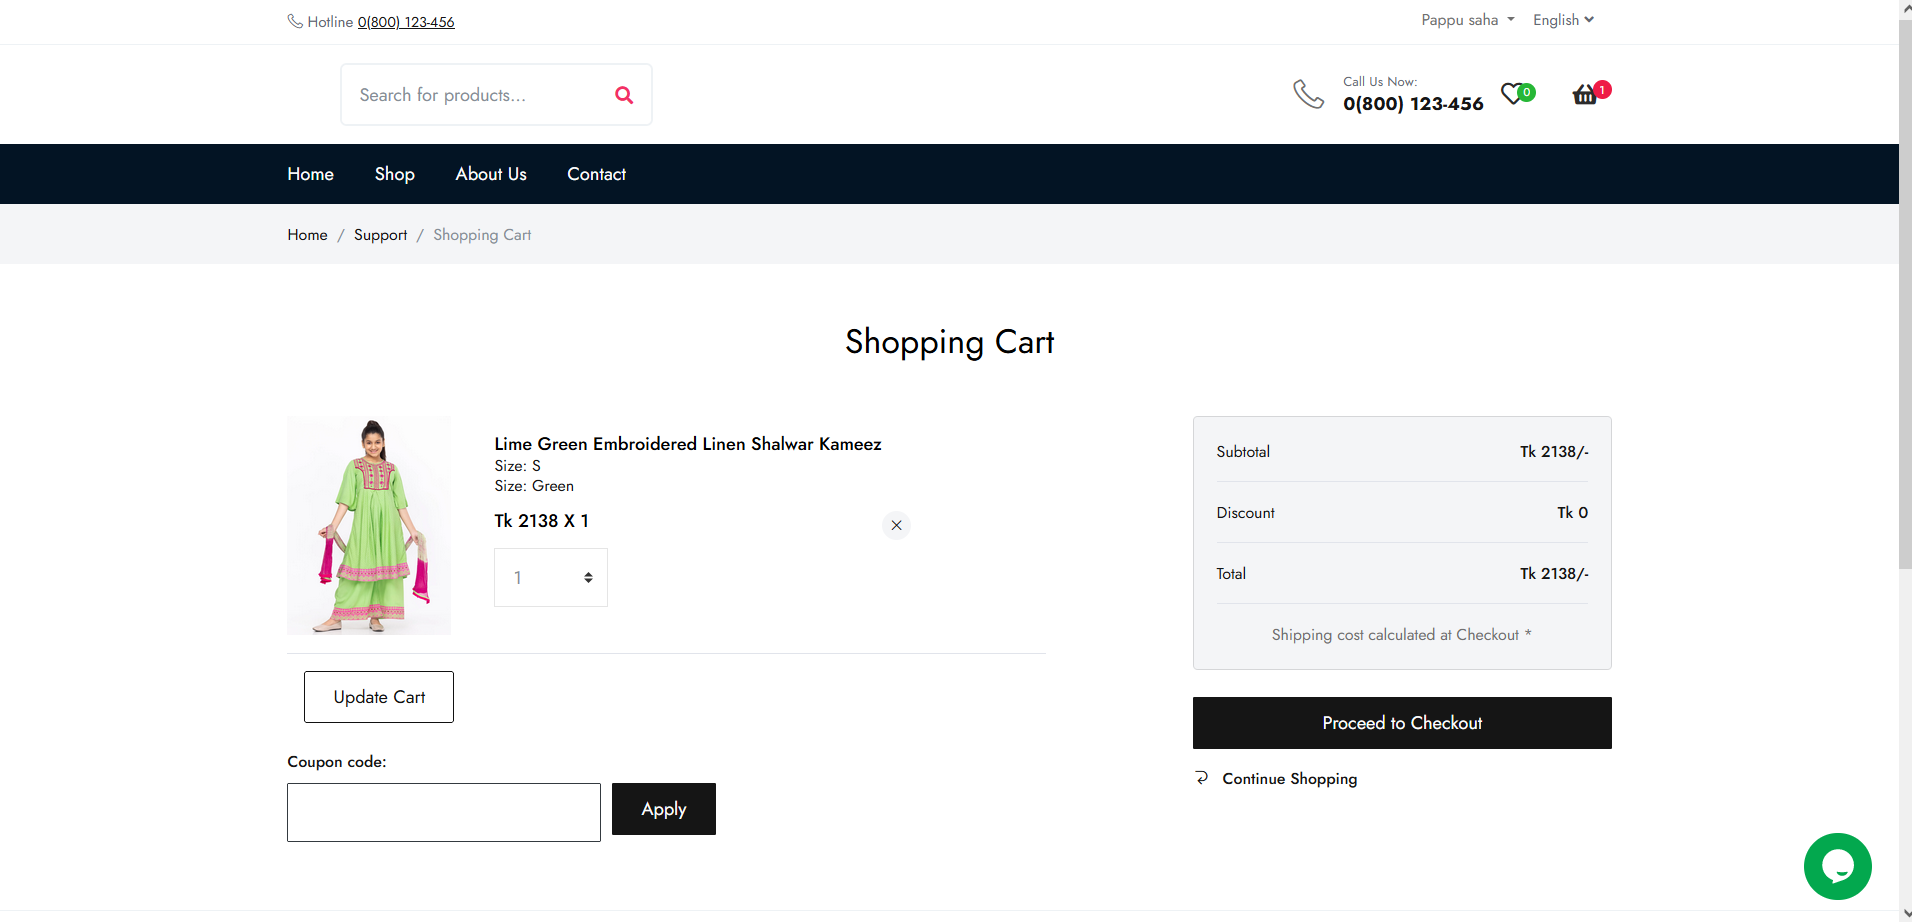 Hotline 0(800) 123-456
Pappu saha
English
Search for products...
Call Us Now:
0(800) 123-456
0
1
Home
Shop
About Us
Contact
Home / Support / Shopping Cart
Shopping Cart
Lime Green Embroidered Linen Shalwar Kameez
Size: S
Size: Green
Tk 2138 X 1
1
Update Cart
Coupon code:
Apply
Subtotal Tk 2138/-
Discount Tk 0
Total Tk 2138/-
Shipping cost calculated at Checkout *
Proceed to Checkout
Continue Shopping